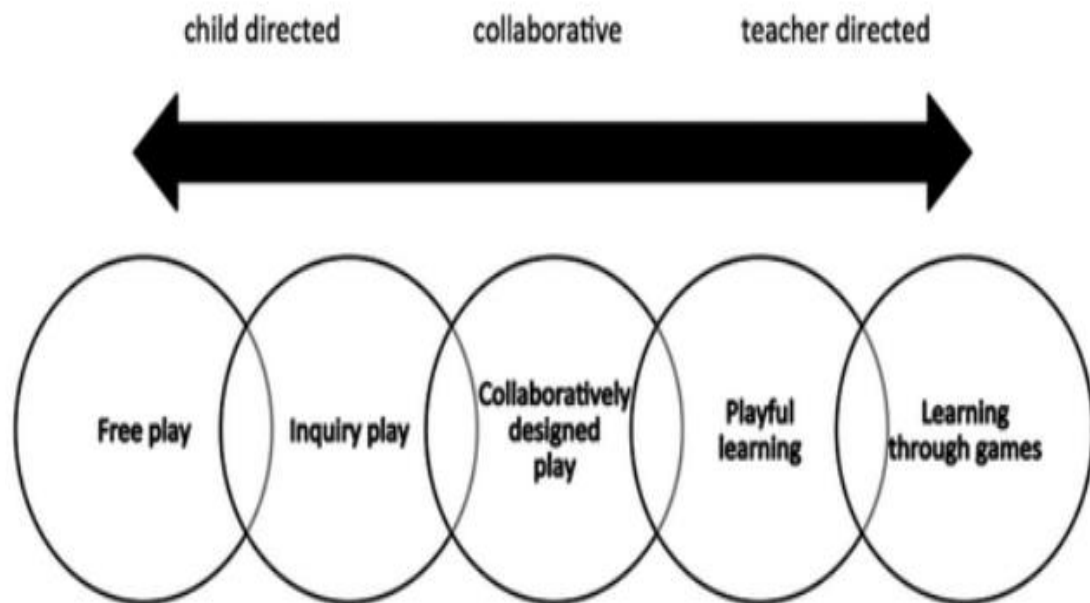 child directed collaborative teacher directed
Free play
Inquiry play
Collaboratively
designed
play
Playful
learning
Learning
through games